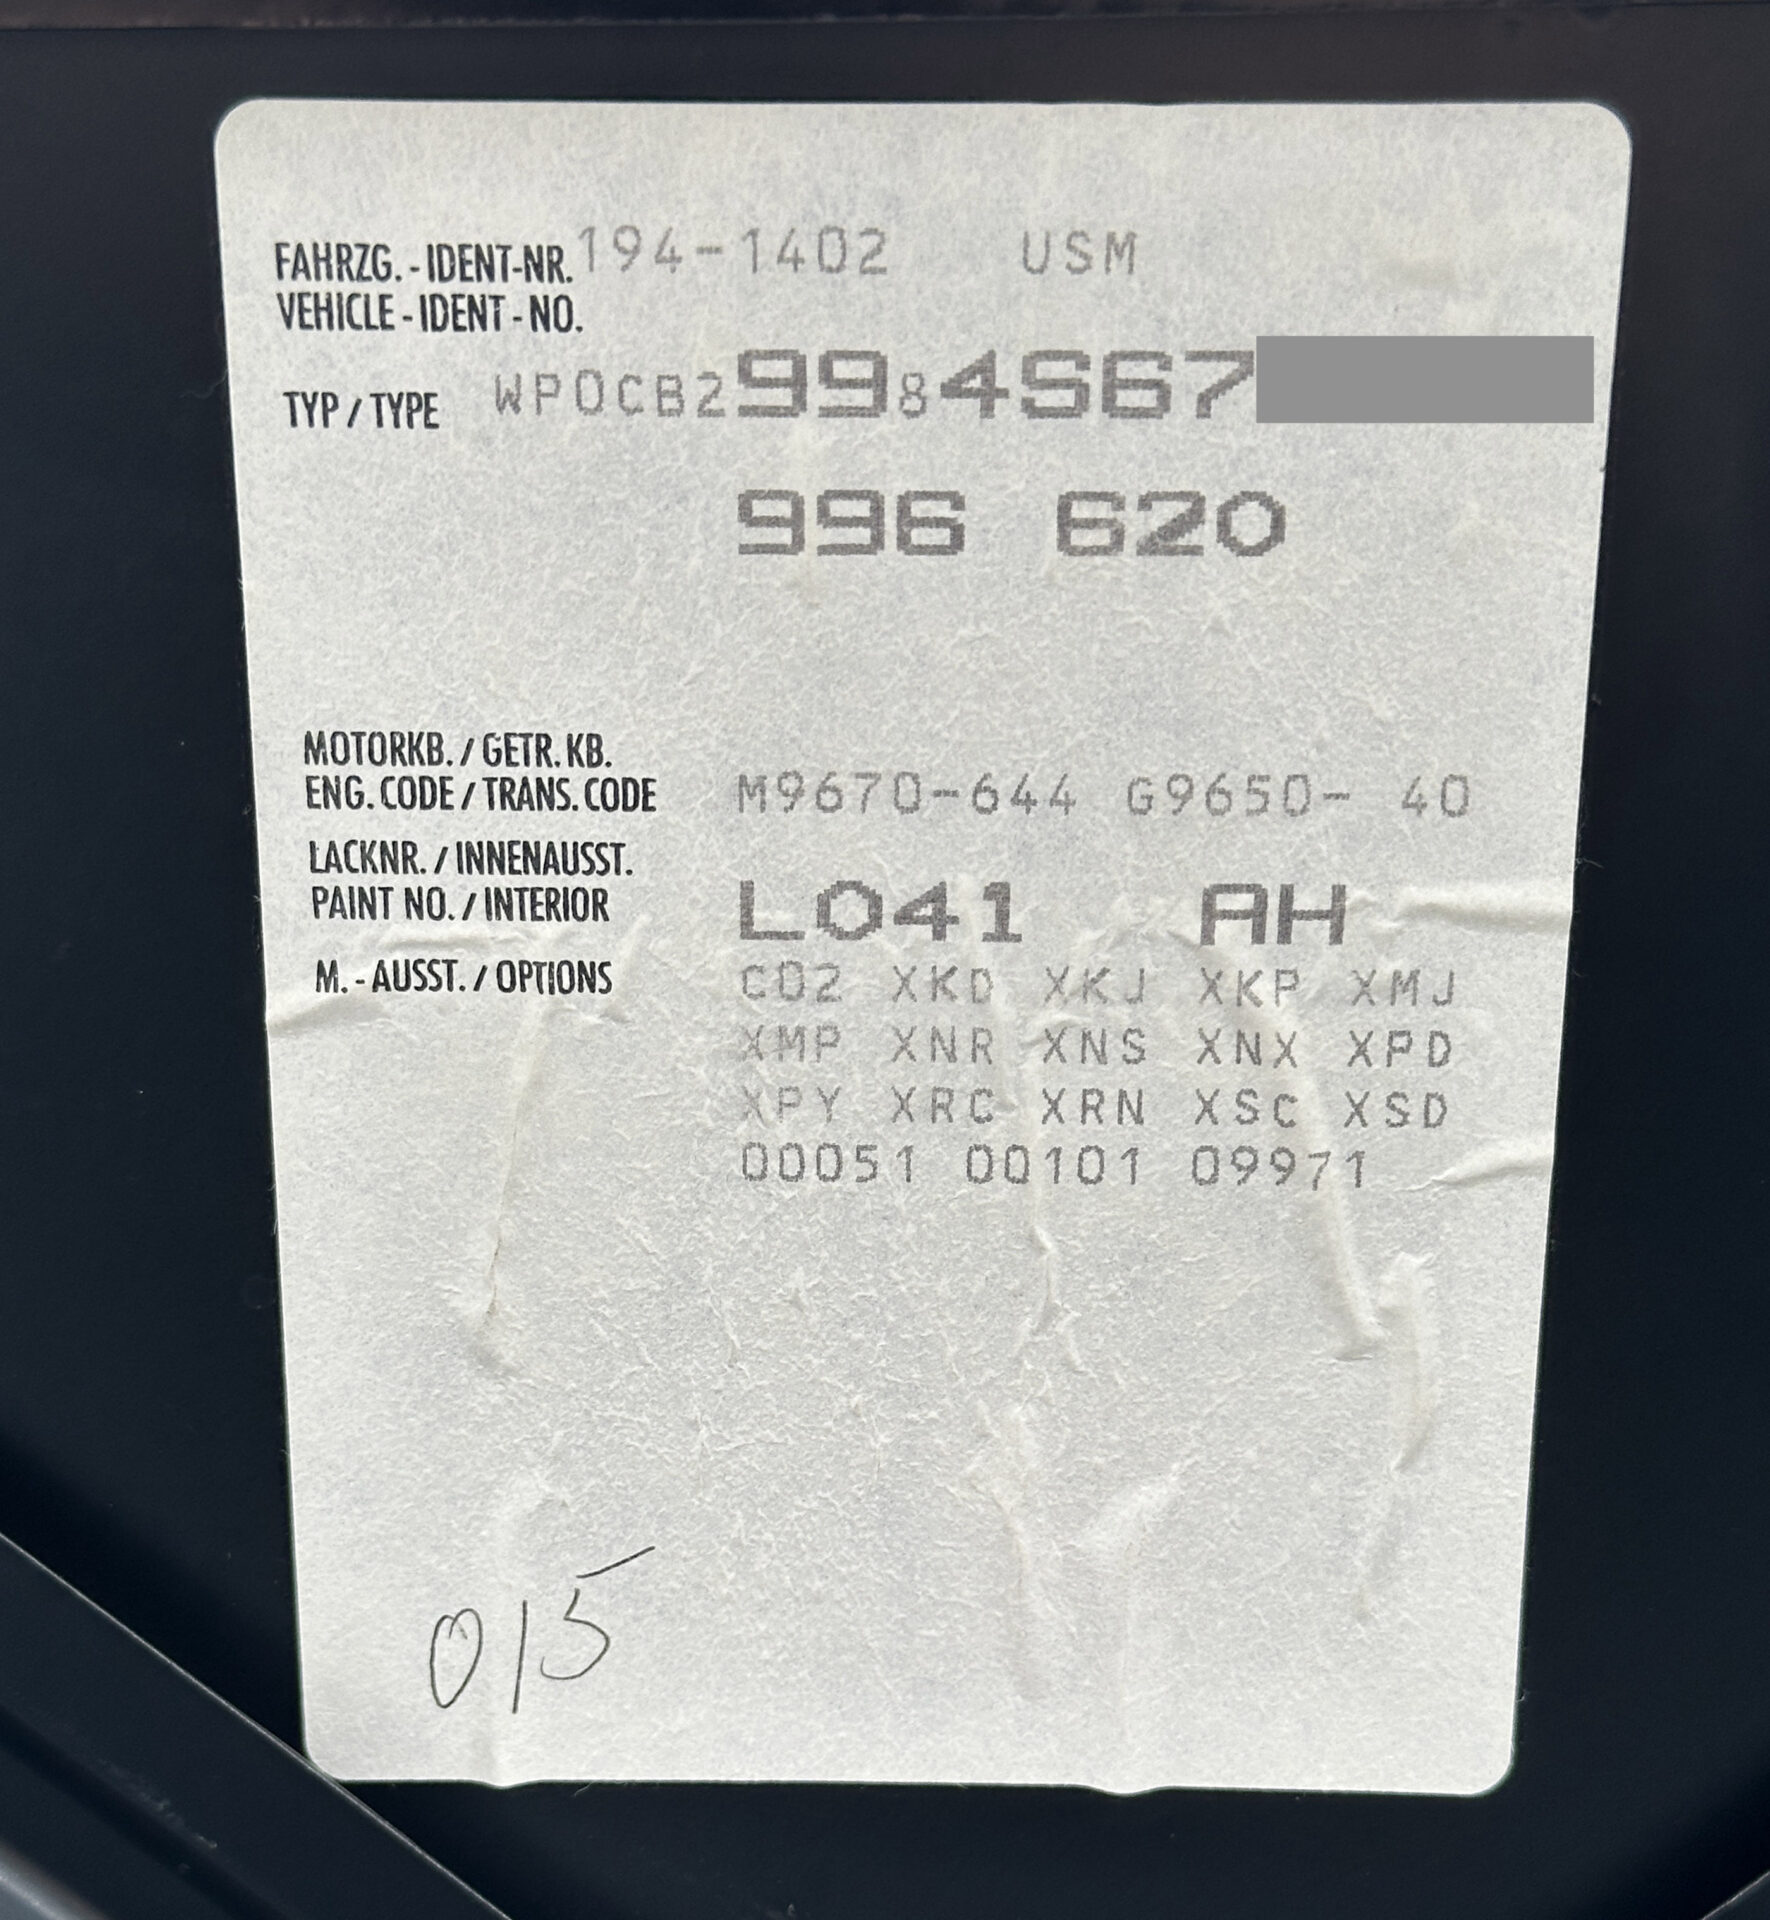 FAHRZG.-IDENT-NR. 194-1402 USM
VEHICLE-IDENT-NO.
TYP/TYPE WP0CB29984S67
996 620
MOTORKB./GETR.KB.
ENG.CODE/TRANS.CODE M9670-644 G9650- 40
LACKNR./INNENAUSST.
PAINT NO./INTERIOR L041 AH
M.-AUSST./OPTIONS C02 XKD XKJ XKP XMJ
XMP XNR XNS XNX XPD
XPY XRC XRN XSC XSD
00051 00101 09971
015